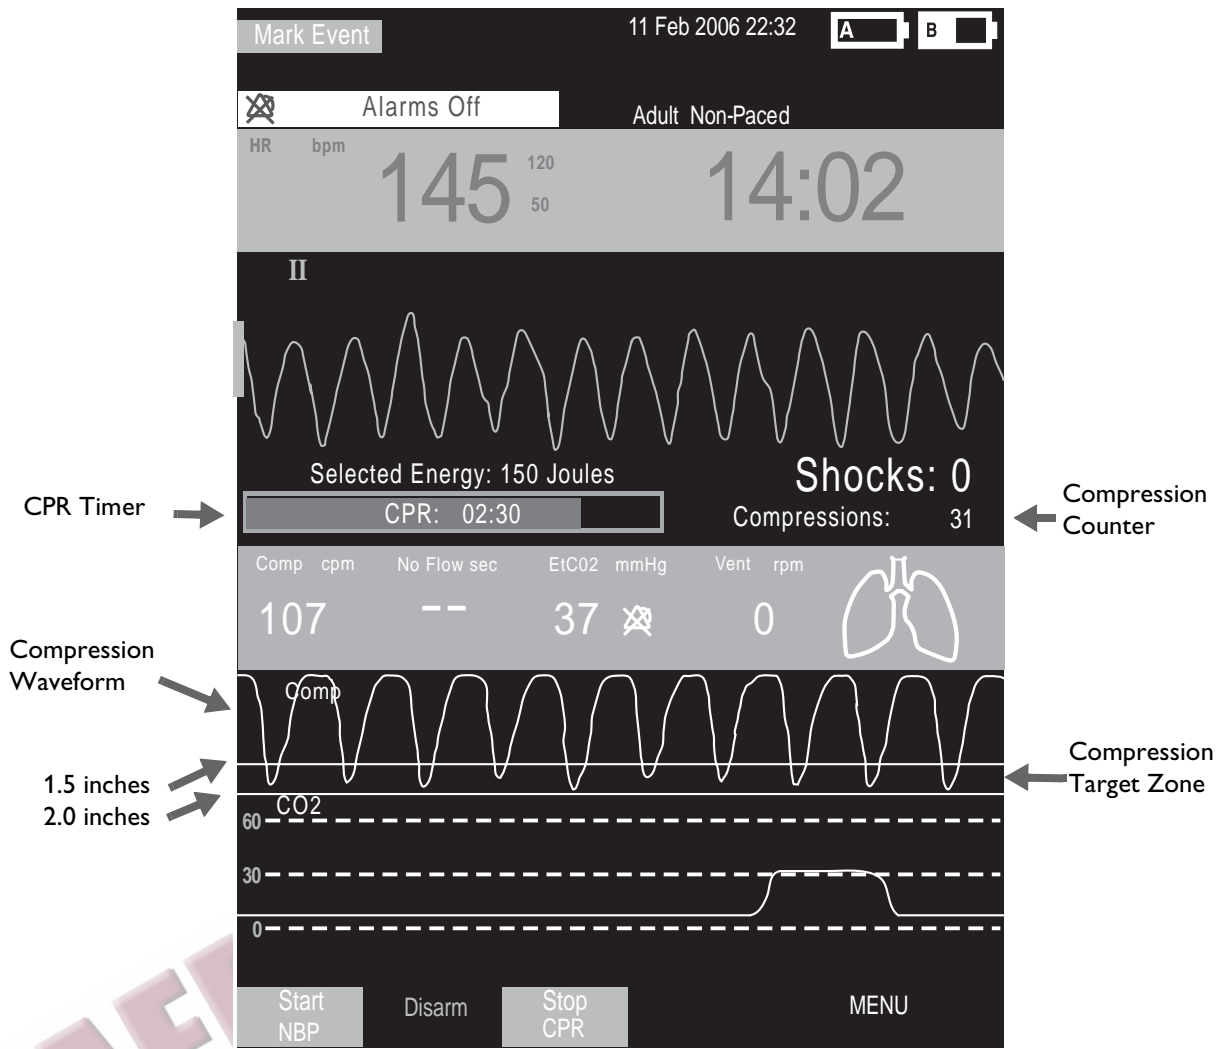 Mark Event
11 Feb 2006 22:32
A
B
Alarms Off
Adult Non-Paced
HR bpm
145
120
50
14:02
II
Selected Energy: 150 Joules
Shocks: 0
CPR Timer
CPR: 02:30
Compressions: 31
Compression
Counter
Comp cpm
No Flow sec
EtC02 mmHg
Vent rpm
107
--
37
0
Compression
Waveform
Comp
1.5 inches
2.0 inches
Compression
Target Zone
CO2
60
30
0
Start
NBP
Disarm
Stop
CPR
MENU